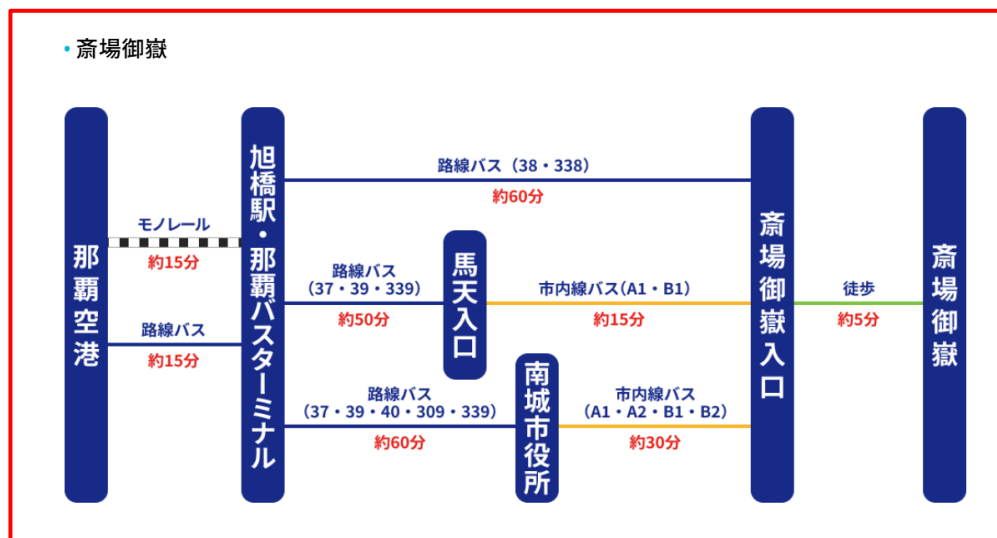 ・斎場御嶽
那覇空港
モノレール
約15分
路線バス
約15分
旭橋駅・那覇バスターミナル
路線バス（38・338）
約60分
路線バス
（37・39・339）
約50分
馬天入口
市内線バス(A1・B1)
約15分
路線バス
（37・39・40・309・339）
約60分
南城市役所
市内線バス
（A1・A2・B1・B2）
約30分
斎場御嶽入口
徒歩
約5分
斎場御嶽